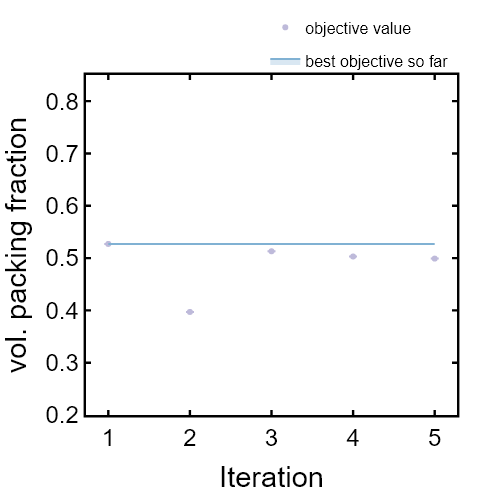 objective value
best objective so far
vol. packing fraction
0.8
0.7
0.6
0.5
0.4
0.3
0.2
1 2 3 4 5
Iteration